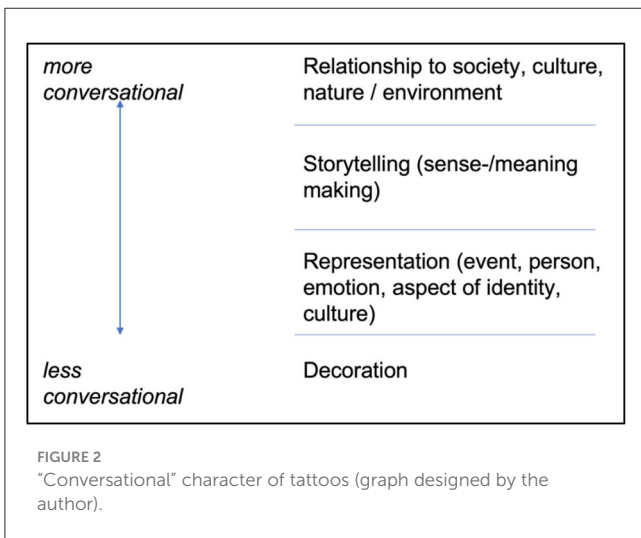 more
conversational
Relationship to society, culture,
nature / environment
Storytelling (sense-/meaning
making)
Representation (event, person,
emotion, aspect of identity,
culture)
less
conversational
Decoration
FIGURE 2
"Conversational" character of tattoos (graph designed by the
author).